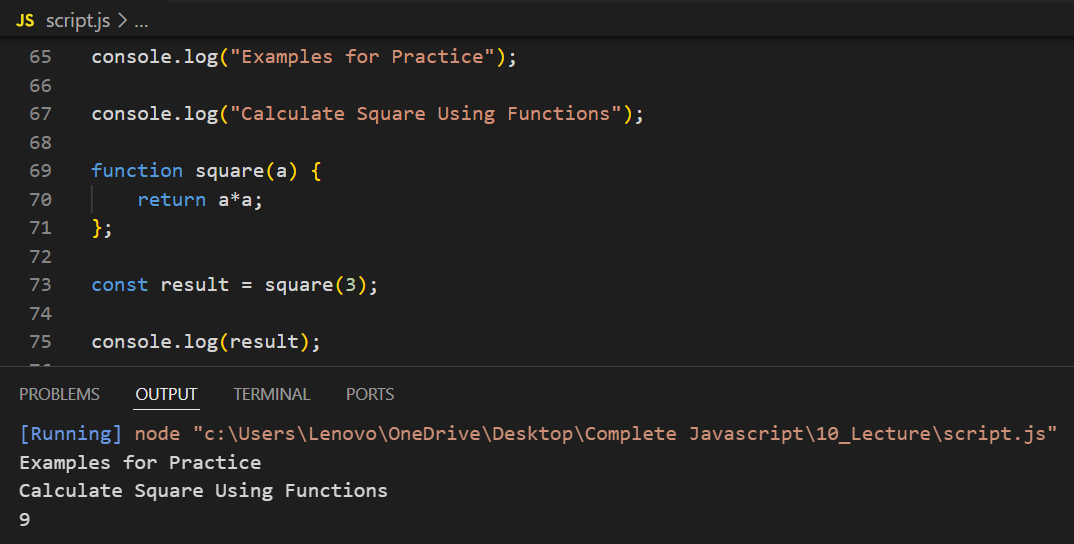 JS script.js > ...
65 console.log("Examples for Practice");
66
67 console.log("Calculate Square Using Functions");
68
69 function square(a) {
70     return a*a;
71 };
72
73 const result = square(3);
74
75 console.log(result);
PROBLEMS OUTPUT TERMINAL PORTS
[Running] node "c:\Users\Lenovo\OneDrive\Desktop\Complete Javascript\10_Lecture\script.js"
Examples for Practice
Calculate Square Using Functions
9